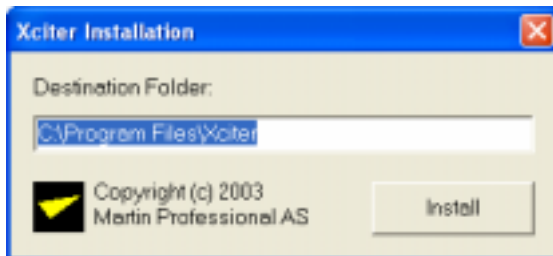 Xciter Installation
Destination Folder:
C:\Program Files\Xciter
Copyright (c) 2003
Martin Professional AS
Install